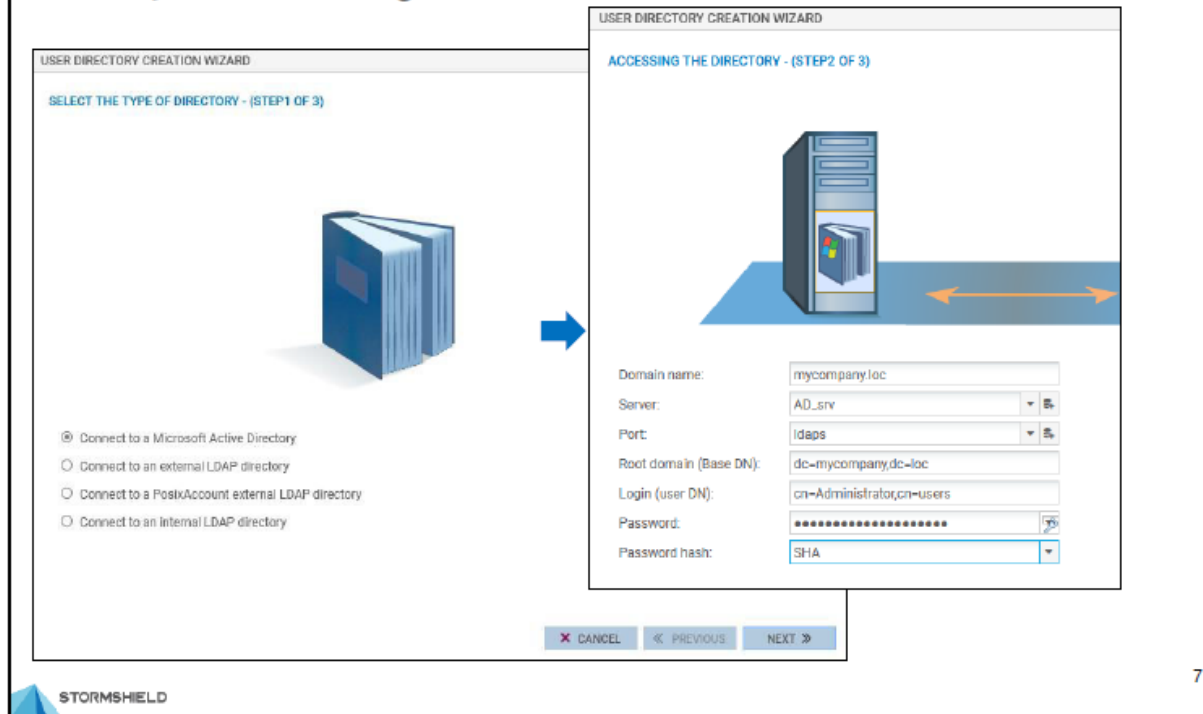 USER DIRECTORY CREATION WIZARD
SELECT THE TYPE OF DIRECTORY - (STEP1 OF 3)
Connect to a Microsoft Active Directory
Connect to an external LDAP directory
Connect to a PosixAccount external LDAP directory
Connect to an internal LDAP directory
CANCEL
PREVIOUS
NEXT
USER DIRECTORY CREATION WIZARD
ACCESSING THE DIRECTORY - (STEP2 OF 3)
Domain name: mycompany.loc
Server: AD_srv
Port: ldaps
Root domain (Base DN): dc=mycompany,dc=loc
Login (user DN): cn=Administrator,cn=users
Password: ••••••••••••••••••••
Password hash: SHA
7
STORMSHIELD